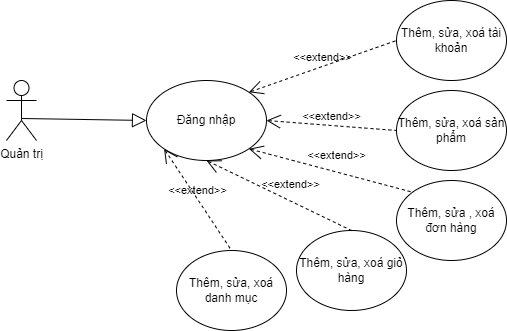 Thêm, sửa, xoá tài
khoản
<<extend>>
Đăng nhập
Quản trị
<<extend>>
Thêm, sửa, xoá sản
phẩm
<<extend>>
<<extend>>
<<extend>>
Thêm, sửa , xoá
đơn hàng
Thêm, sửa, xoá giỏ
hàng
Thêm, sửa, xoá
danh mục